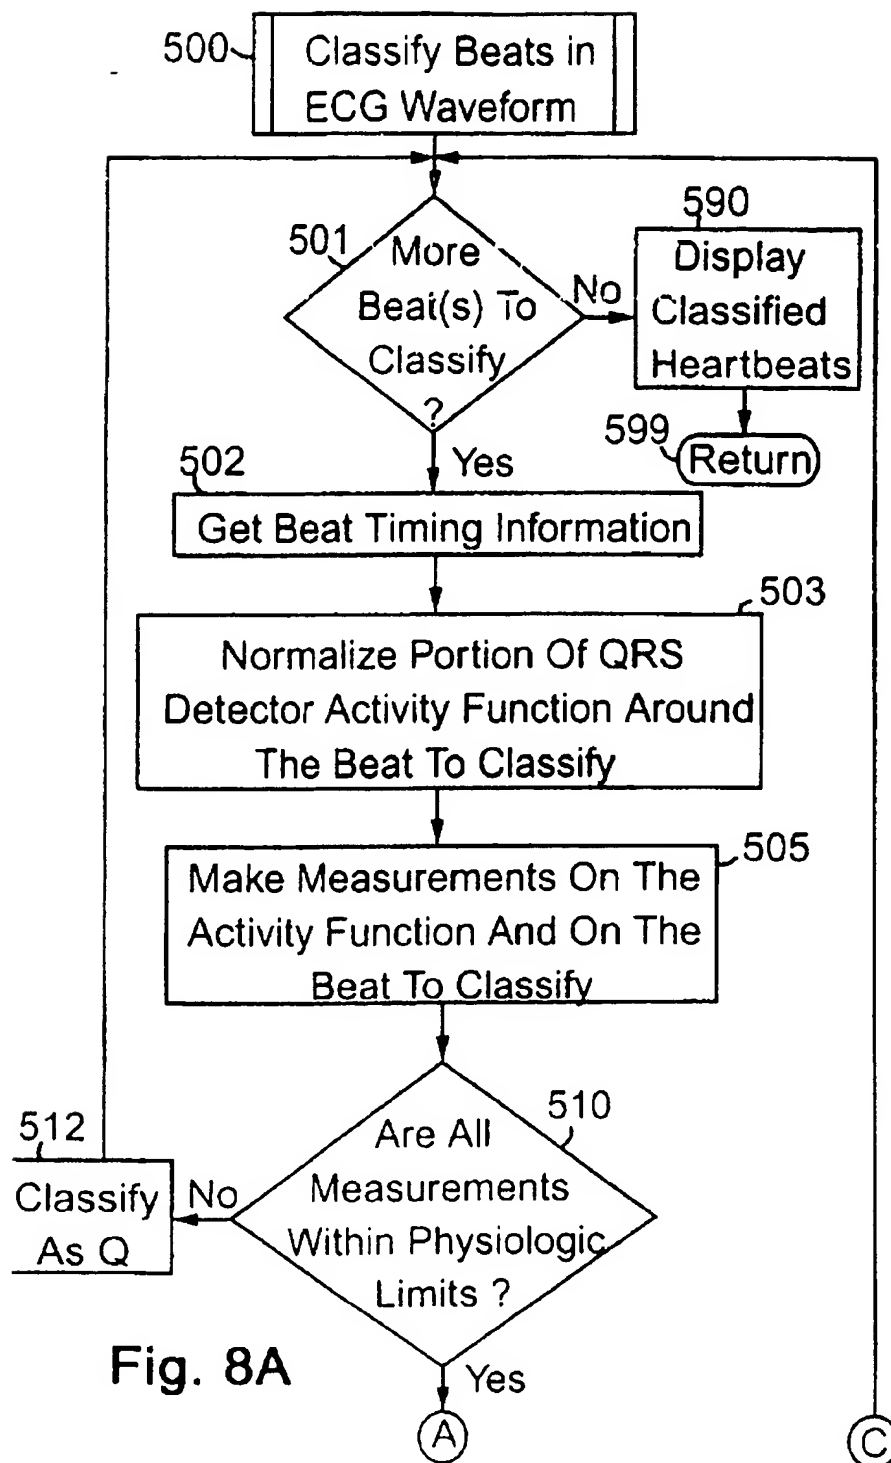 500
Classify Beats in
ECG Waveform
501
More
Beat(s) To
Classify
?
No
590
Display
Classified
Heartbeats
599
Return
Yes
502
Get Beat Timing Information
503
Normalize Portion Of QRS
Detector Activity Function Around
The Beat To Classify
505
Make Measurements On The
Activity Function And On The
Beat To Classify
510
Are All
Measurements
Within Physiologic
Limits ?
No
512
Classify
As Q
Fig. 8A
Yes
A
C